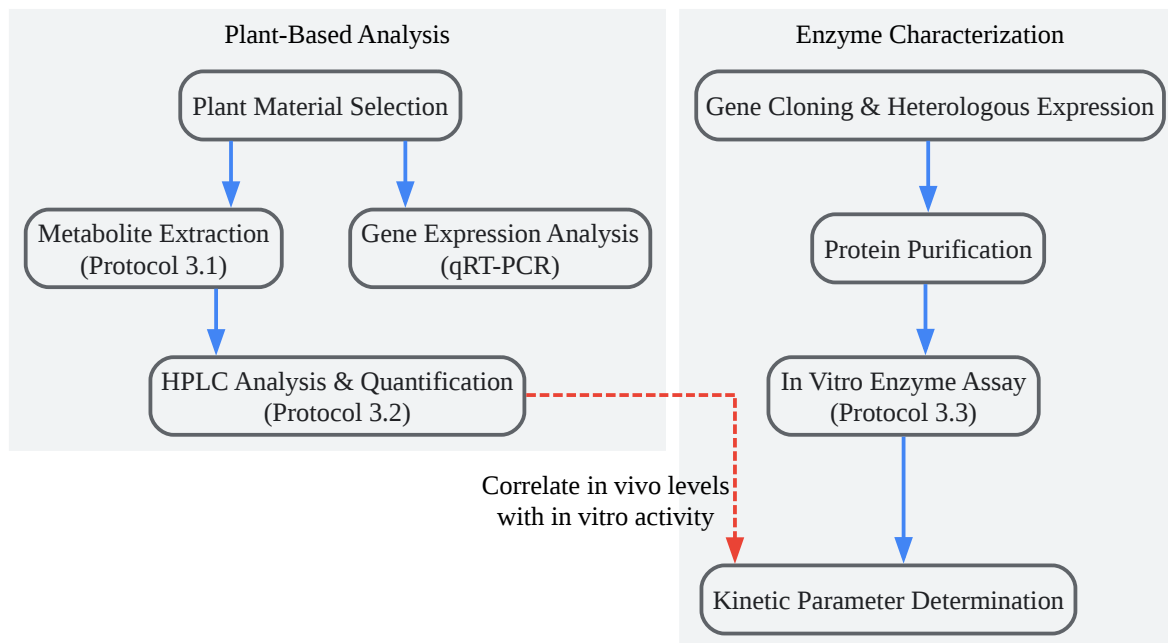 Plant-Based Analysis
Plant Material Selection
Metabolite Extraction
(Protocol 3.1)
Gene Expression Analysis
(qRT-PCR)
HPLC Analysis & Quantification
(Protocol 3.2)
Correlate in vivo levels
with in vitro activity
Enzyme Characterization
Gene Cloning & Heterologous Expression
Protein Purification
In Vitro Enzyme Assay
(Protocol 3.3)
Kinetic Parameter Determination